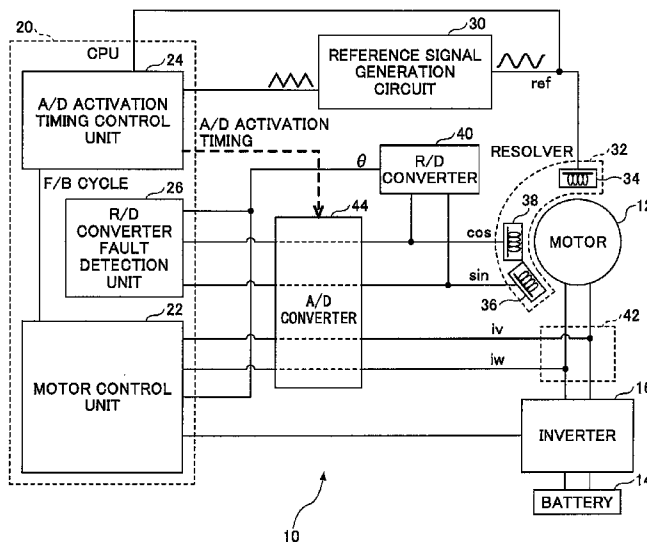 20
CPU
24
A/D ACTIVATION
TIMING CONTROL
UNIT
30
REFERENCE SIGNAL
GENERATION
CIRCUIT
ref
A/D ACTIVATION
TIMING
40
R/D
CONVERTER
θ
RESOLVER
32
34
F/B CYCLE
26
R/D
CONVERTER
FAULT
DETECTION
UNIT
44
A/D
CONVERTER
cos
38
sin
36
12
MOTOR
22
MOTOR CONTROL
UNIT
iv
iw
42
16
INVERTER
14
BATTERY
10